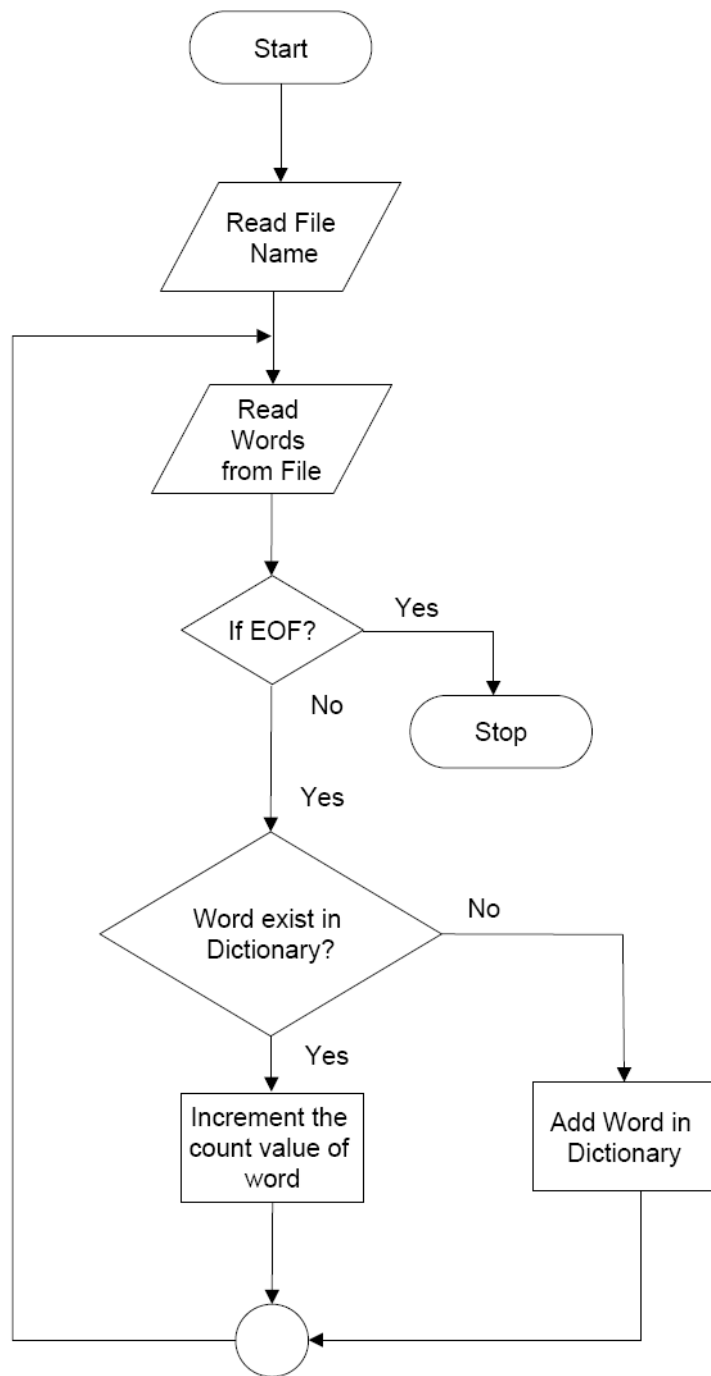 Start
Read File
Name
Read
Words
from File
If EOF?
Yes
No
Stop
Yes
Word exist in
Dictionary?
No
Yes
Increment the
count value of
word
Add Word in
Dictionary